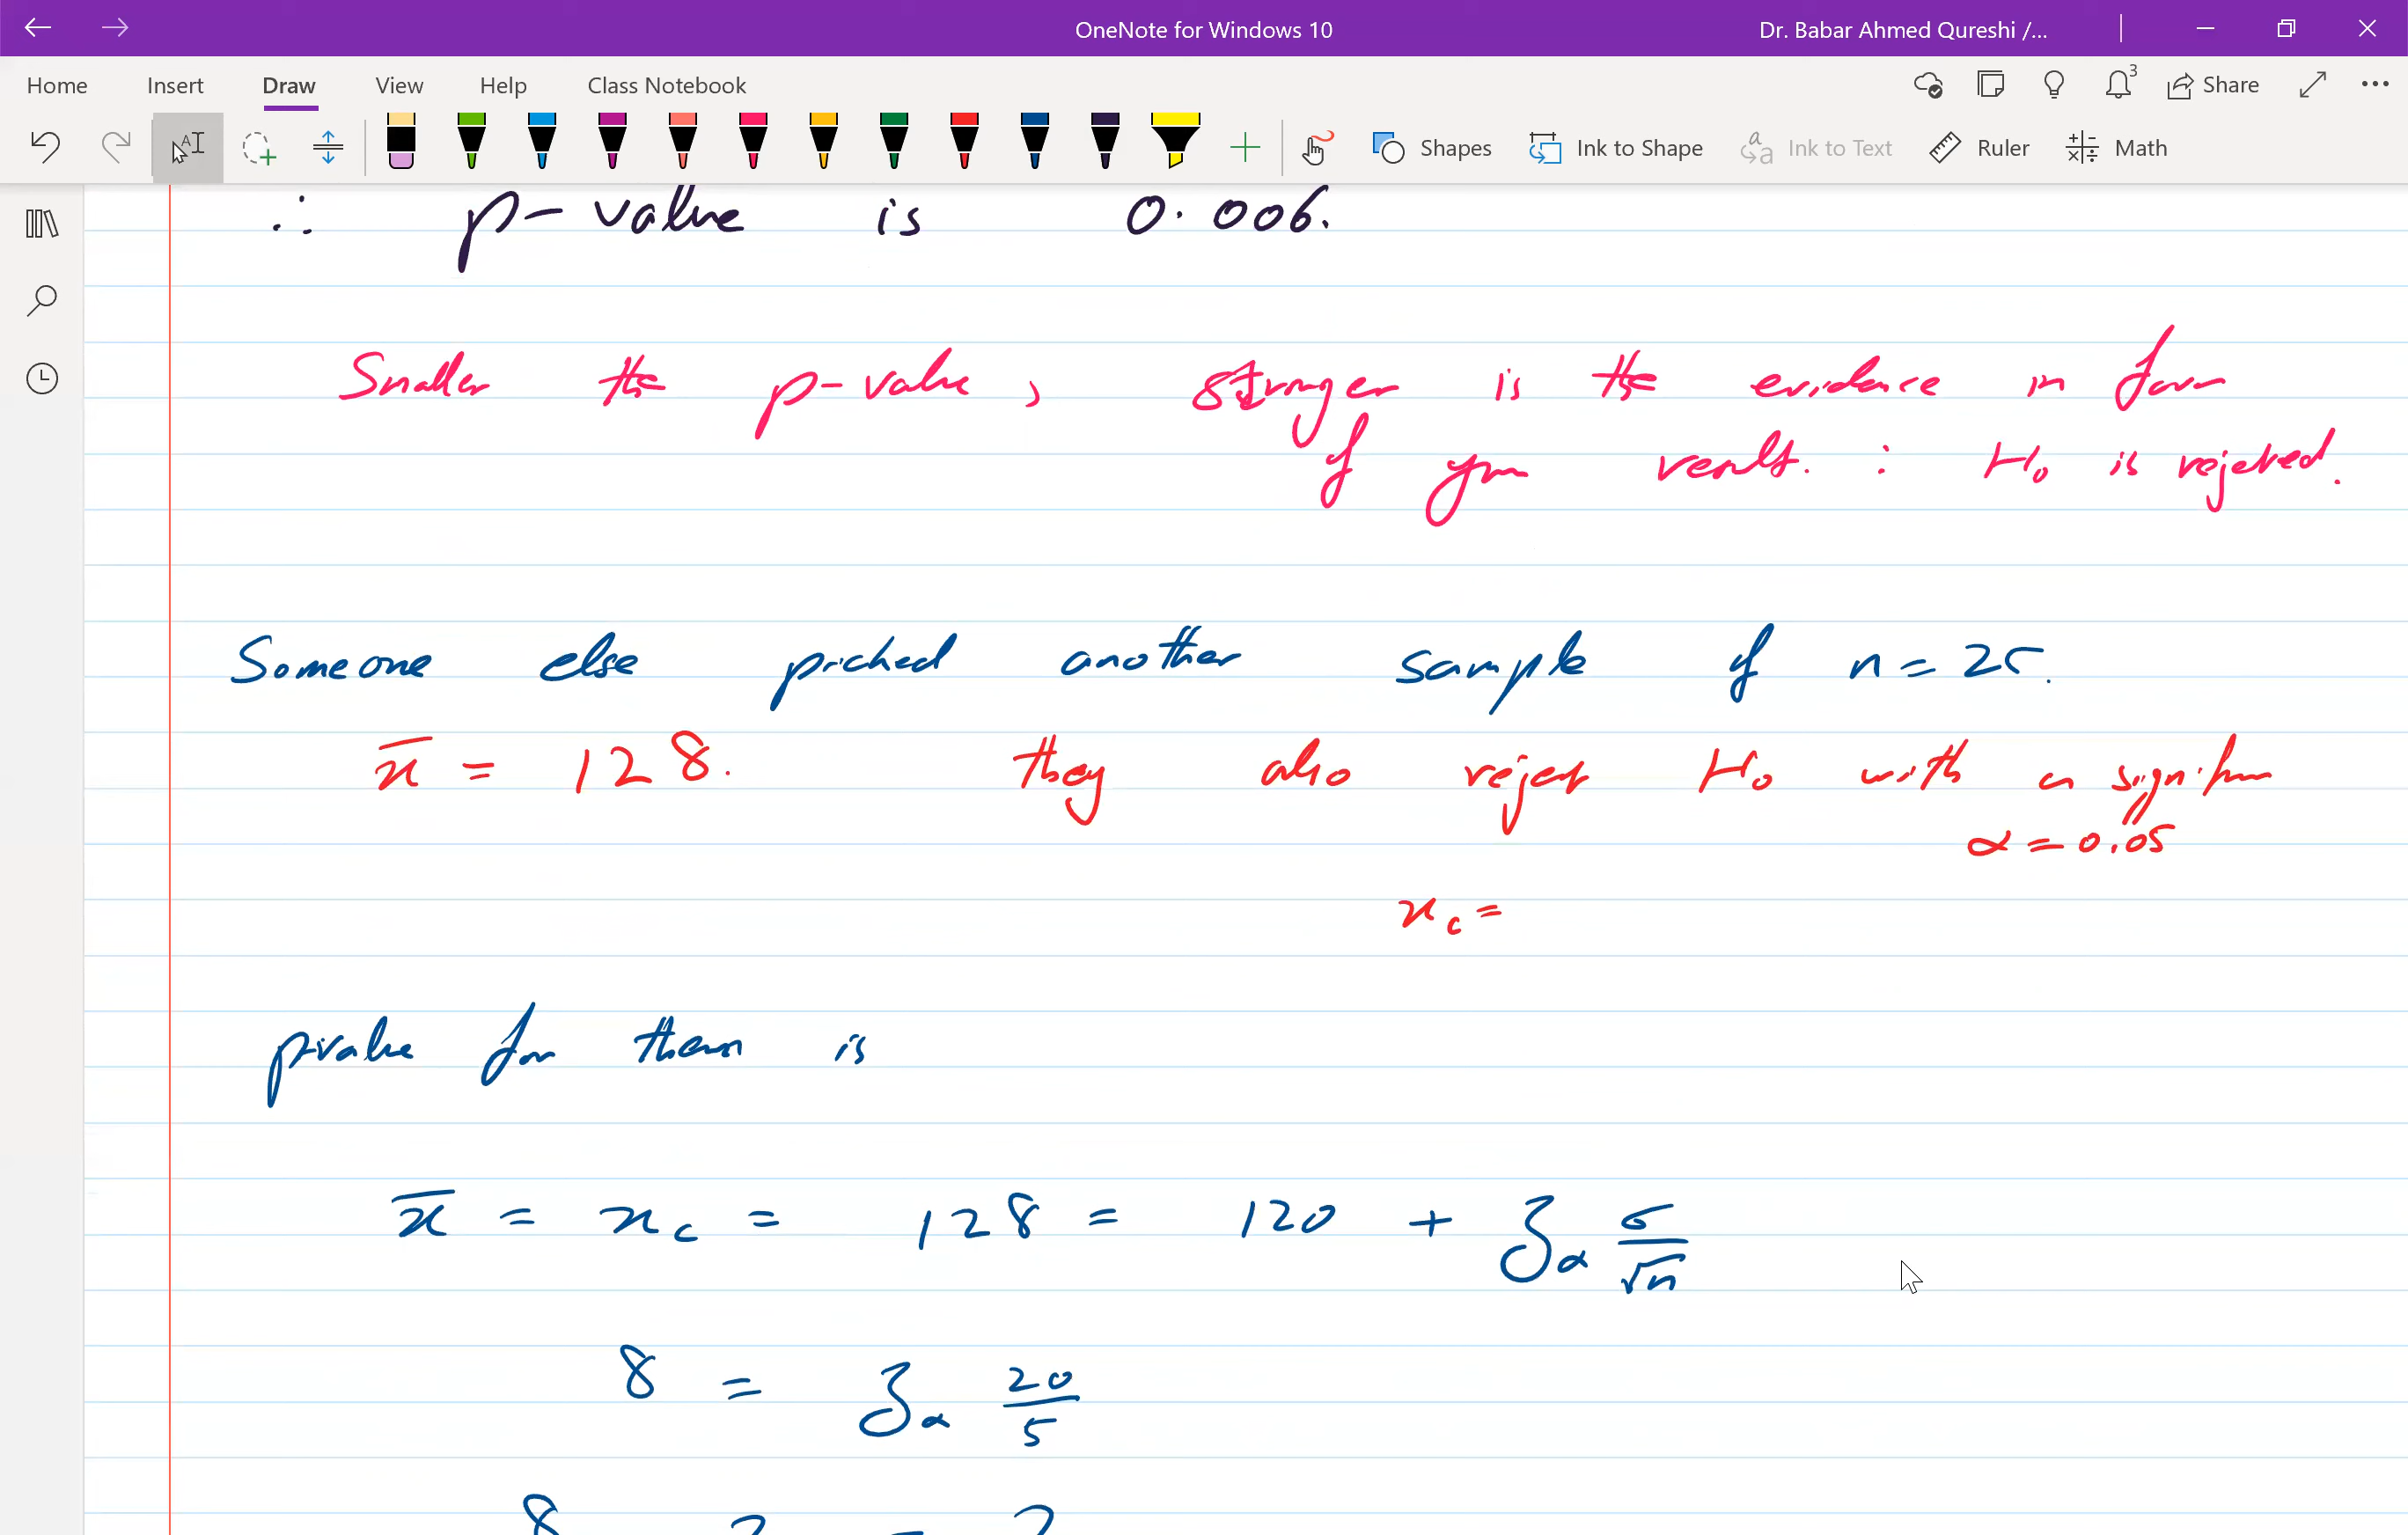 OneNote for Windows 10 Dr. Babar Ahmed Qureshi /...
Home Insert Draw View Help Class Notebook 3 Share
Shapes Ink to Shape Ink to Text Ruler Math
∴ p-value is 0.006.
Smaller the p-value, stronger is the evidence in favor
of your result. : H₀ is rejected.
Someone else picked another sample of n = 25.
x̄ = 128. they also reject H₀ with
α = 0.05
x_c =
p-value for them is
x̄ = x_c = 128 = 120 + z_α σ/√n
8 = z_α 20/5